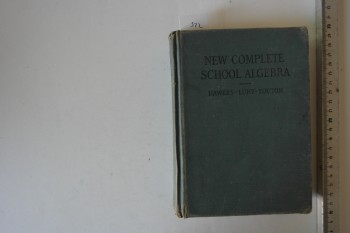 NEW COMPLETE
SCHOOL ALGEBRA
HAWKES · LUBY · TOUTON